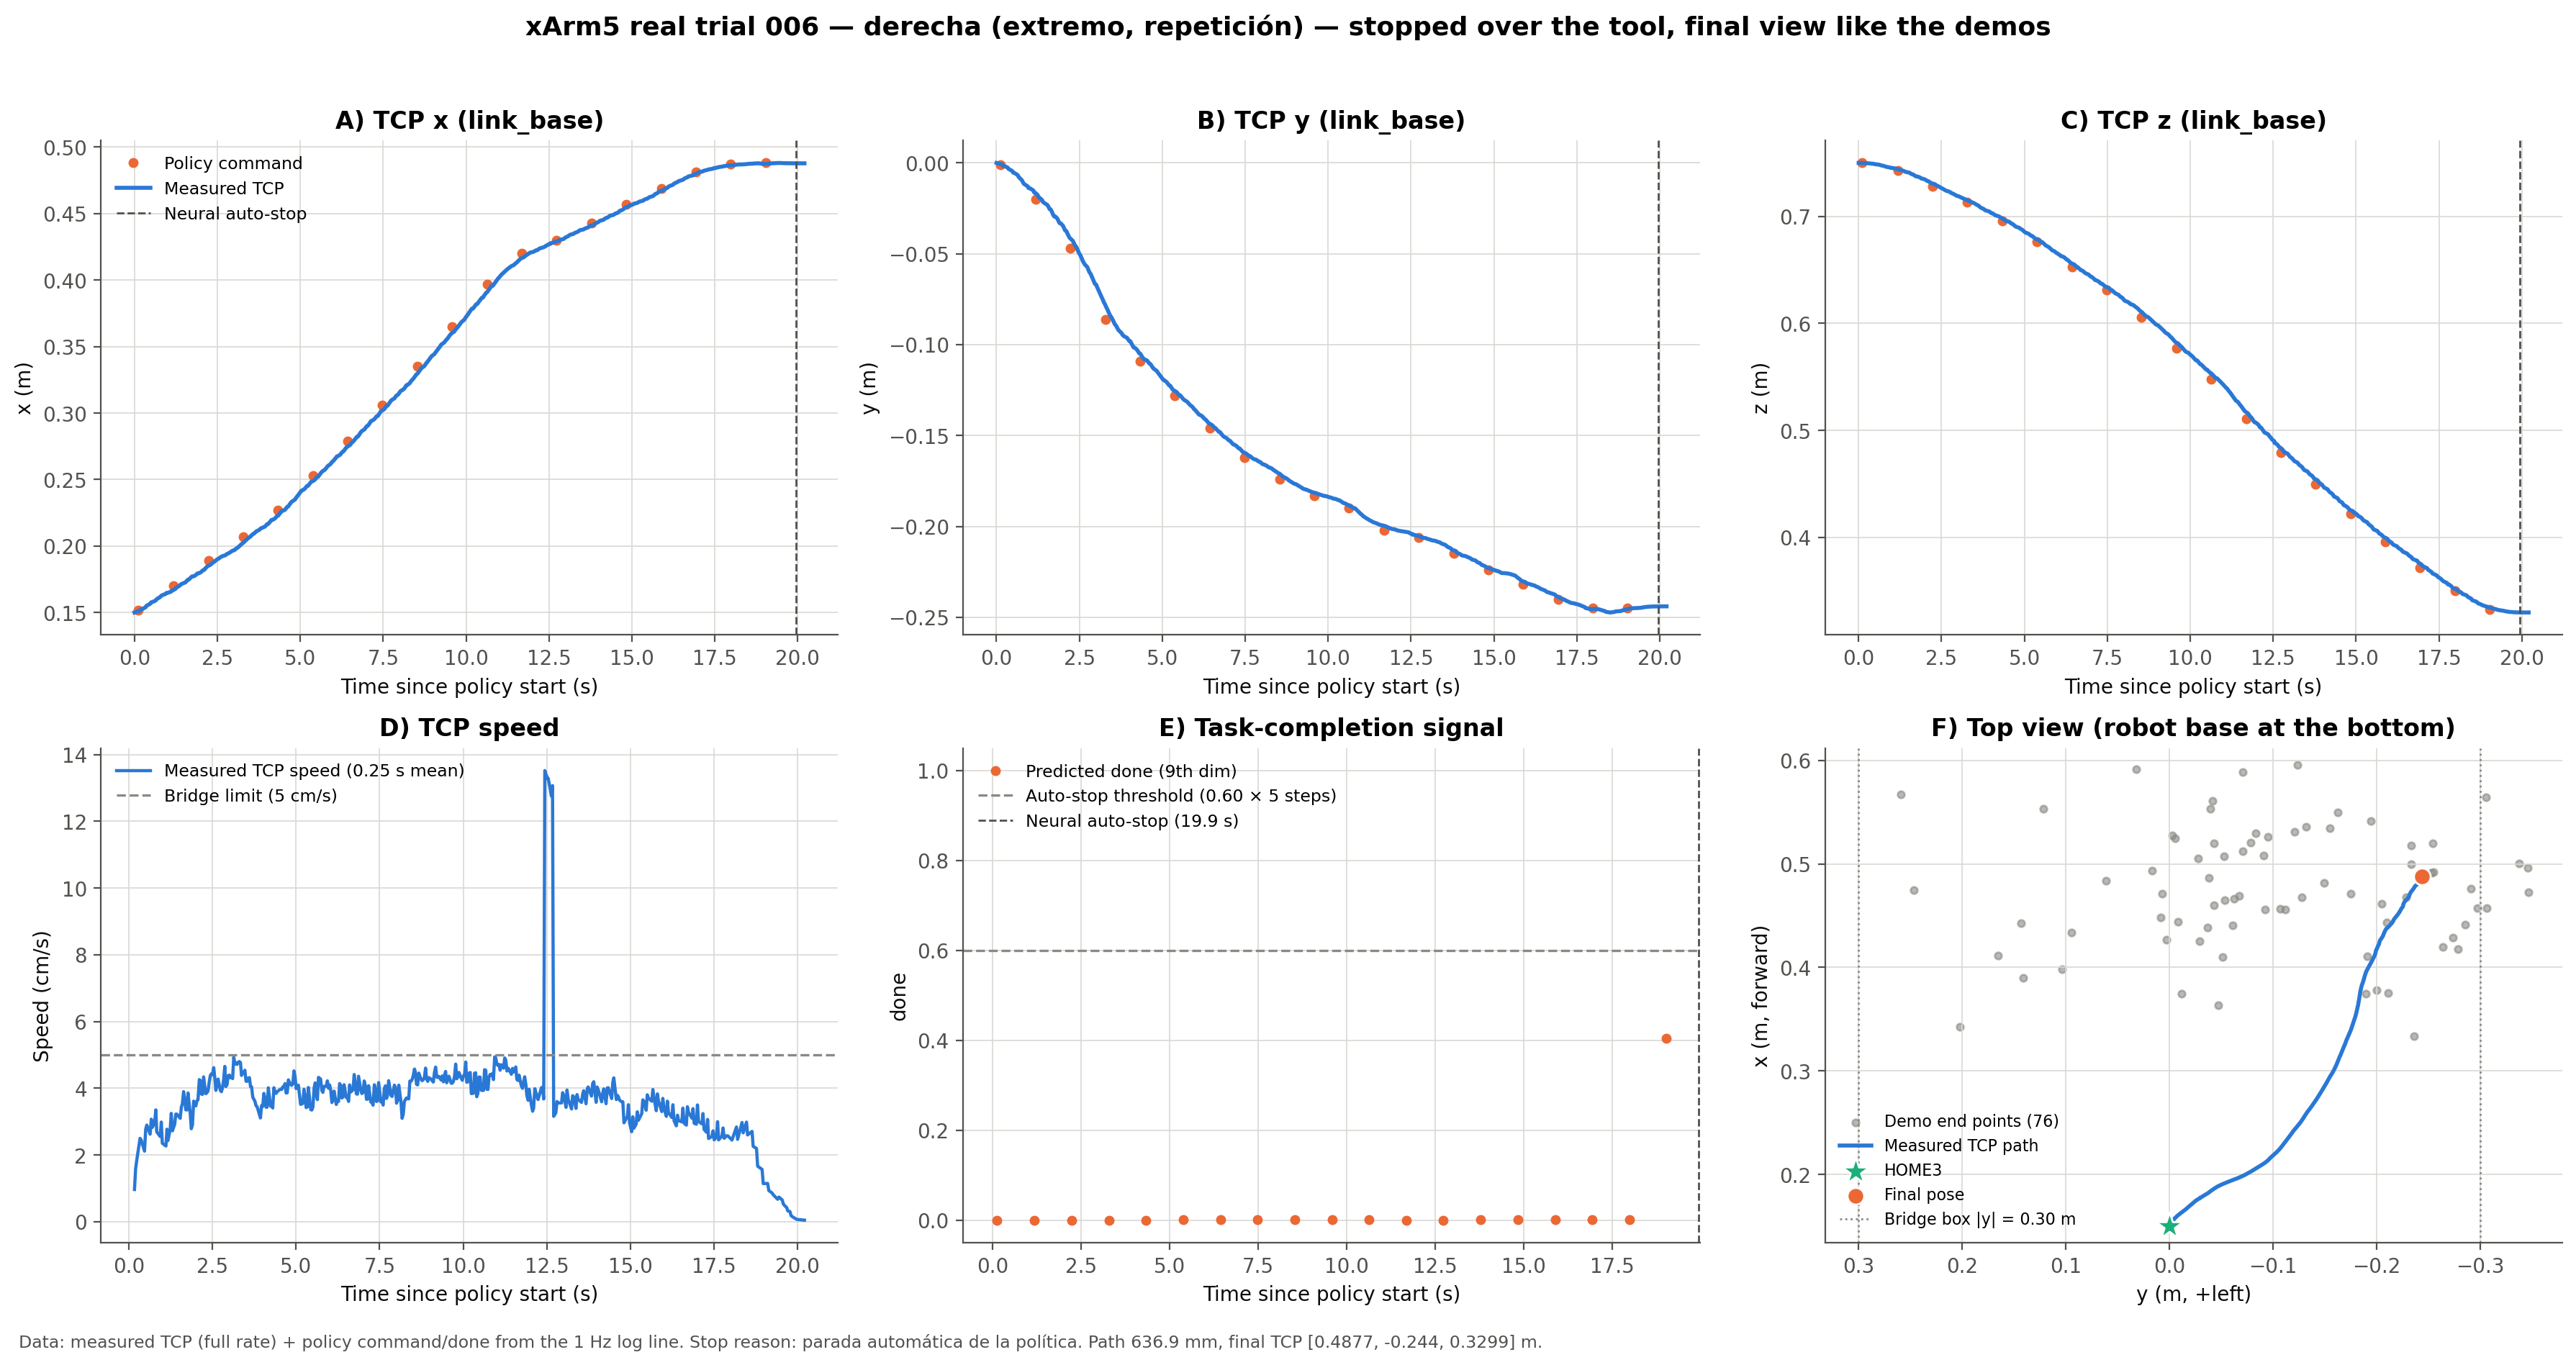 xArm5 real trial 006 — derecha (extremo, repetición) — stopped over the tool, final view like the demos
A) TCP x (link_base)
x (m)
0.50
0.45
0.40
0.35
0.30
0.25
0.20
0.15
Policy command
Measured TCP
Neural auto-stop
0.0 2.5 5.0 7.5 10.0 12.5 15.0 17.5 20.0
Time since policy start (s)
B) TCP y (link_base)
y (m)
0.00
−0.05
−0.10
−0.15
−0.20
−0.25
0.0 2.5 5.0 7.5 10.0 12.5 15.0 17.5 20.0
Time since policy start (s)
C) TCP z (link_base)
z (m)
0.7
0.6
0.5
0.4
0.0 2.5 5.0 7.5 10.0 12.5 15.0 17.5 20.0
Time since policy start (s)
D) TCP speed
Speed (cm/s)
14
12
10
8
6
4
2
0
Measured TCP speed (0.25 s mean)
Bridge limit (5 cm/s)
0.0 2.5 5.0 7.5 10.0 12.5 15.0 17.5 20.0
Time since policy start (s)
E) Task-completion signal
done
1.0
0.8
0.6
0.4
0.2
0.0
Predicted done (9th dim)
Auto-stop threshold (0.60 × 5 steps)
Neural auto-stop (19.9 s)
0.0 2.5 5.0 7.5 10.0 12.5 15.0 17.5
Time since policy start (s)
F) Top view (robot base at the bottom)
x (m, forward)
0.6
0.5
0.4
0.3
0.2
Demo end points (76)
Measured TCP path
HOME3
Final pose
Bridge box |y| = 0.30 m
0.3 0.2 0.1 0.0 −0.1 −0.2 −0.3
y (m, +left)
Data: measured TCP (full rate) + policy command/done from the 1 Hz log line. Stop reason: parada automática de la política. Path 636.9 mm, final TCP [0.4877, -0.244, 0.3299] m.